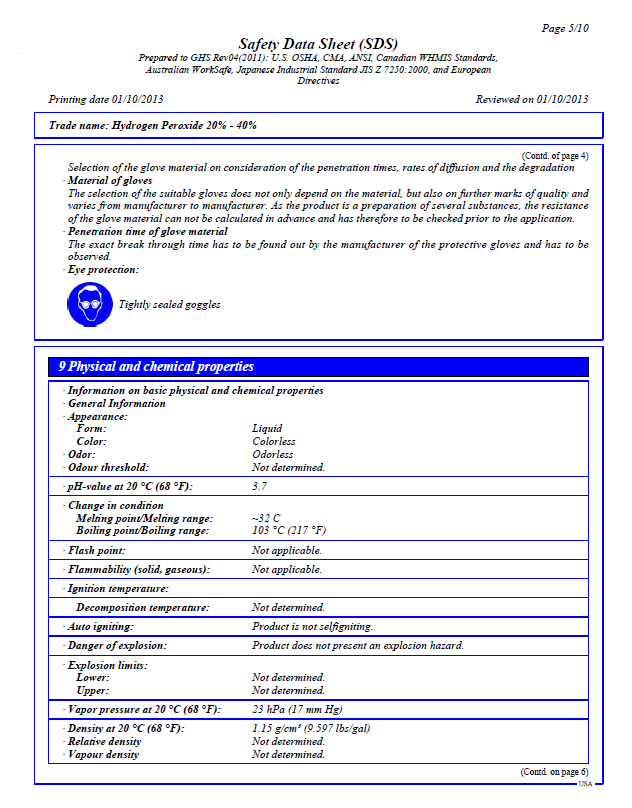 Page 5/10
Safety Data Sheet (SDS)
Prepared to GHS Rev04(2011): U.S. OSHA, CMA, ANSI, Canadian WHMIS Standards,
Australian WorkSafe, Japanese Industrial Standard JIS Z 7250:2000, and European
Directives
Printing date 01/10/2013 Reviewed on 01/10/2013
Trade name: Hydrogen Peroxide 20% - 40%
(Contd. of page 4)
Selection of the glove material on consideration of the penetration times, rates of diffusion and the degradation
· Material of gloves
The selection of the suitable gloves does not only depend on the material, but also on further marks of quality and
varies from manufacturer to manufacturer. As the product is a preparation of several substances, the resistance
of the glove material can not be calculated in advance and has therefore to be checked prior to the application.
· Penetration time of glove material
The exact break through time has to be found out by the manufacturer of the protective gloves and has to be
observed.
· Eye protection:
Tightly sealed goggles
9 Physical and chemical properties
· Information on basic physical and chemical properties
· General Information
· Appearance:
Form: Liquid
Color: Colorless
· Odor: Odorless
· Odour threshold: Not determined.
· pH-value at 20 °C (68 °F): 3.7
· Change in condition
Melting point/Melting range: ~32 C
Boiling point/Boiling range: 103 °C (217 °F)
· Flash point: Not applicable.
· Flammability (solid, gaseous): Not applicable.
· Ignition temperature:
Decomposition temperature: Not determined.
· Auto igniting: Product is not selfigniting.
· Danger of explosion: Product does not present an explosion hazard.
· Explosion limits:
Lower: Not determined.
Upper: Not determined.
· Vapor pressure at 20 °C (68 °F): 23 hPa (17 mm Hg)
· Density at 20 °C (68 °F): 1.15 g/cm³ (9.597 lbs/gal)
· Relative density Not determined.
· Vapour density Not determined.
(Contd. on page 6)
USA